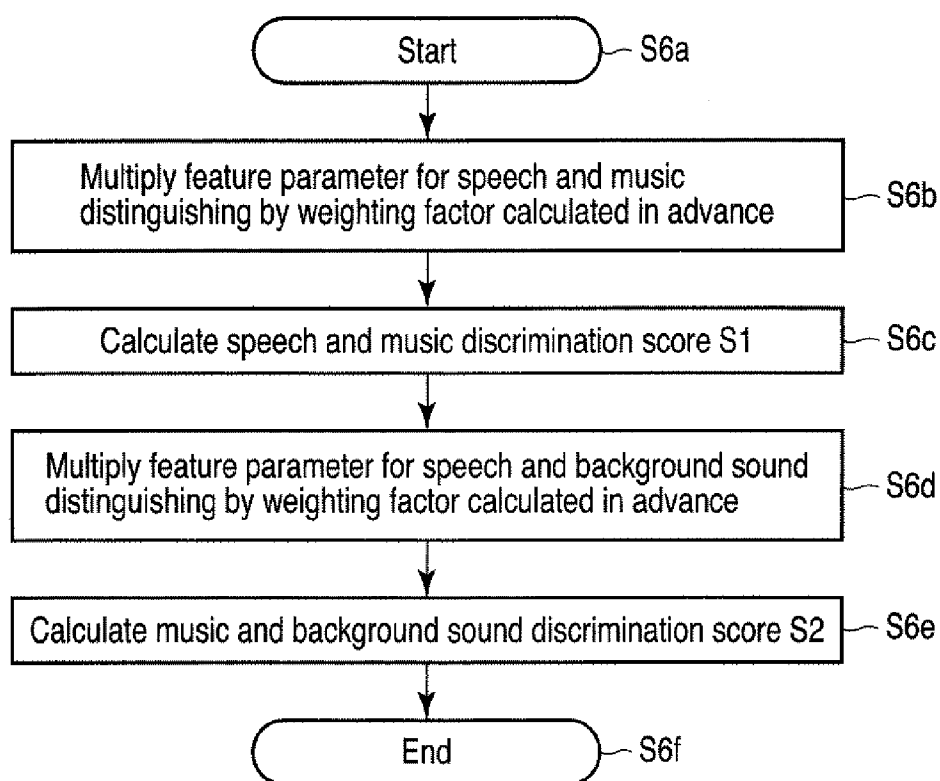 Start
S6a
Multiply feature parameter for speech and music
distinguishing by weighting factor calculated in advance
S6b
Calculate speech and music discrimination score S1
S6c
Multiply feature parameter for speech and background sound
distinguishing by weighting factor calculated in advance
S6d
Calculate music and background sound discrimination score S2
S6e
End
S6f